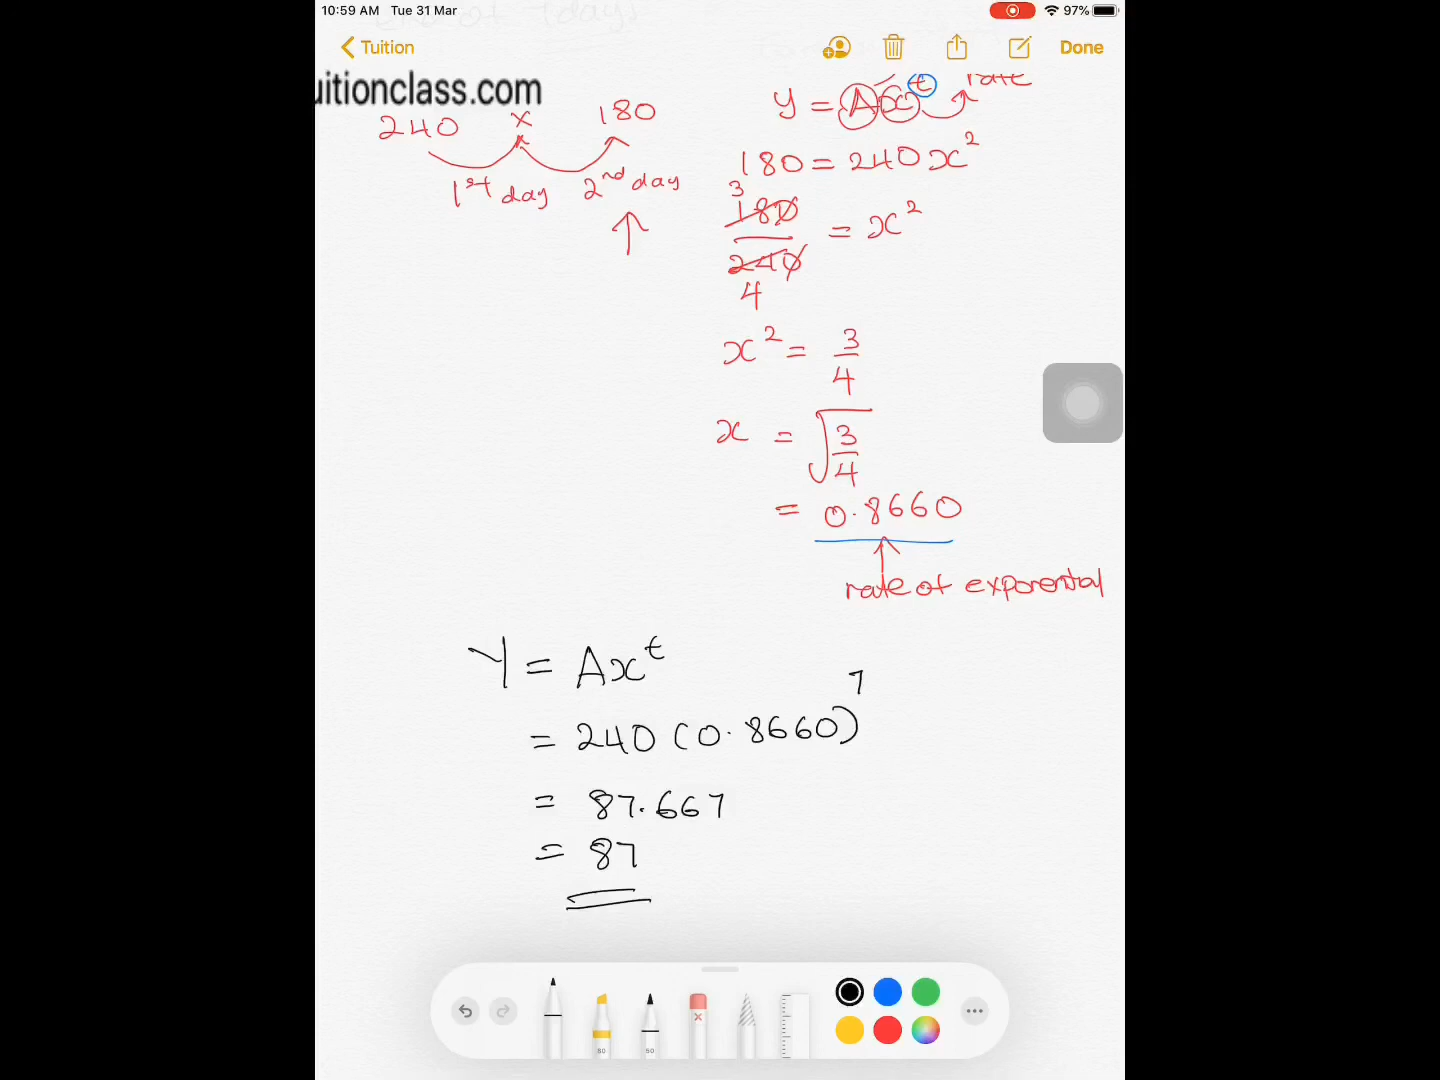 10:59 AM Tue 31 Mar 97%
Tuition Done
uitionclass.com
240 x 180
1st day 2nd day
y = Ax^t rate
180 = 240x^2
3
180/240 = x^2
4
x^2 = 3/4
x = √(3/4)
= 0.8660
rate of exponential
Y = Ax^t
= 240 (0.8660)^7
= 87.667
= 87
80 50